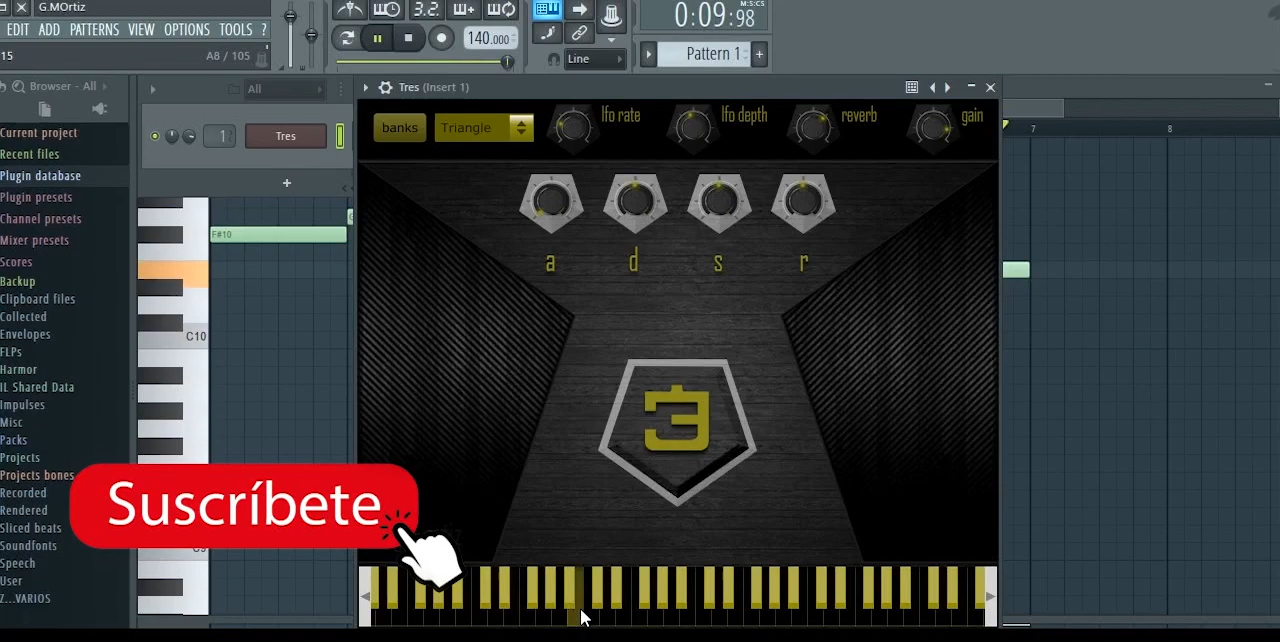 G.MOrtiz
EDIT ADD PATTERNS VIEW OPTIONS TOOLS ?
15
A8 / 105
3.2.
140.000
Line
0:09:98
M:S:CS
Pattern 1
+
Browser - All
All
Tres (Insert 1)
Current project
Recent files
Plugin database
Plugin presets
Channel presets
Mixer presets
Scores
Backup
Clipboard files
Collected
Envelopes
FLPs
Harmor
IL Shared Data
Impulses
Misc
Packs
Projects
Projects bones
Recorded
Rendered
Sliced beats
Soundfonts
Speech
User
Z...VARIOS
1
Tres
+
F#10
C10
C9
banks
Triangle
lfo rate
lfo depth
reverb
gain
a d s r
3
7
8
Suscríbete